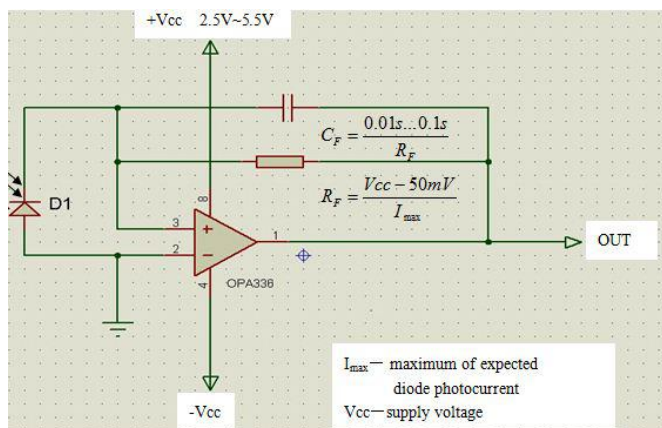 +Vcc 2.5V~5.5V
C_F = 0.01s...0.1s / R_F
R_F = Vcc − 50mV / I_max
D1
8
3
+
1
2
−
OUT
OPA336
4
I_max— maximum of expected
diode photocurrent
-Vcc
Vcc—supply voltage